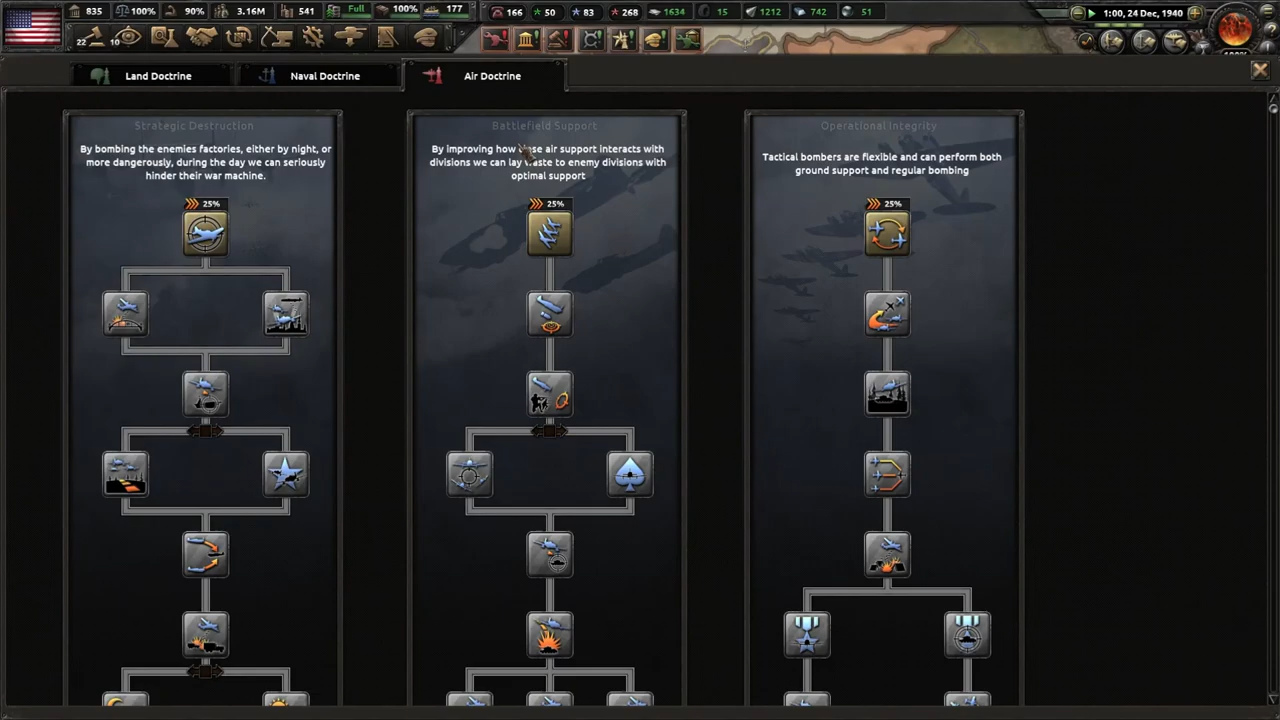 835 100% 90% 3.16M 541 Full 100% 177 166 50 83 268 1634 15 1212 742 51 1:00, 24 Dec, 1940
22 10
Land Doctrine Naval Doctrine Air Doctrine
Strategic Destruction
By bombing the enemies factories, either by night, or
more dangerously, during the day we can seriously
hinder their war machine.
25%
Battlefield Support
By improving how close air support interacts with
divisions we can lay waste to enemy divisions with
optimal support
25%
Operational Integrity
Tactical bombers are flexible and can perform both
ground support and regular bombing
25%